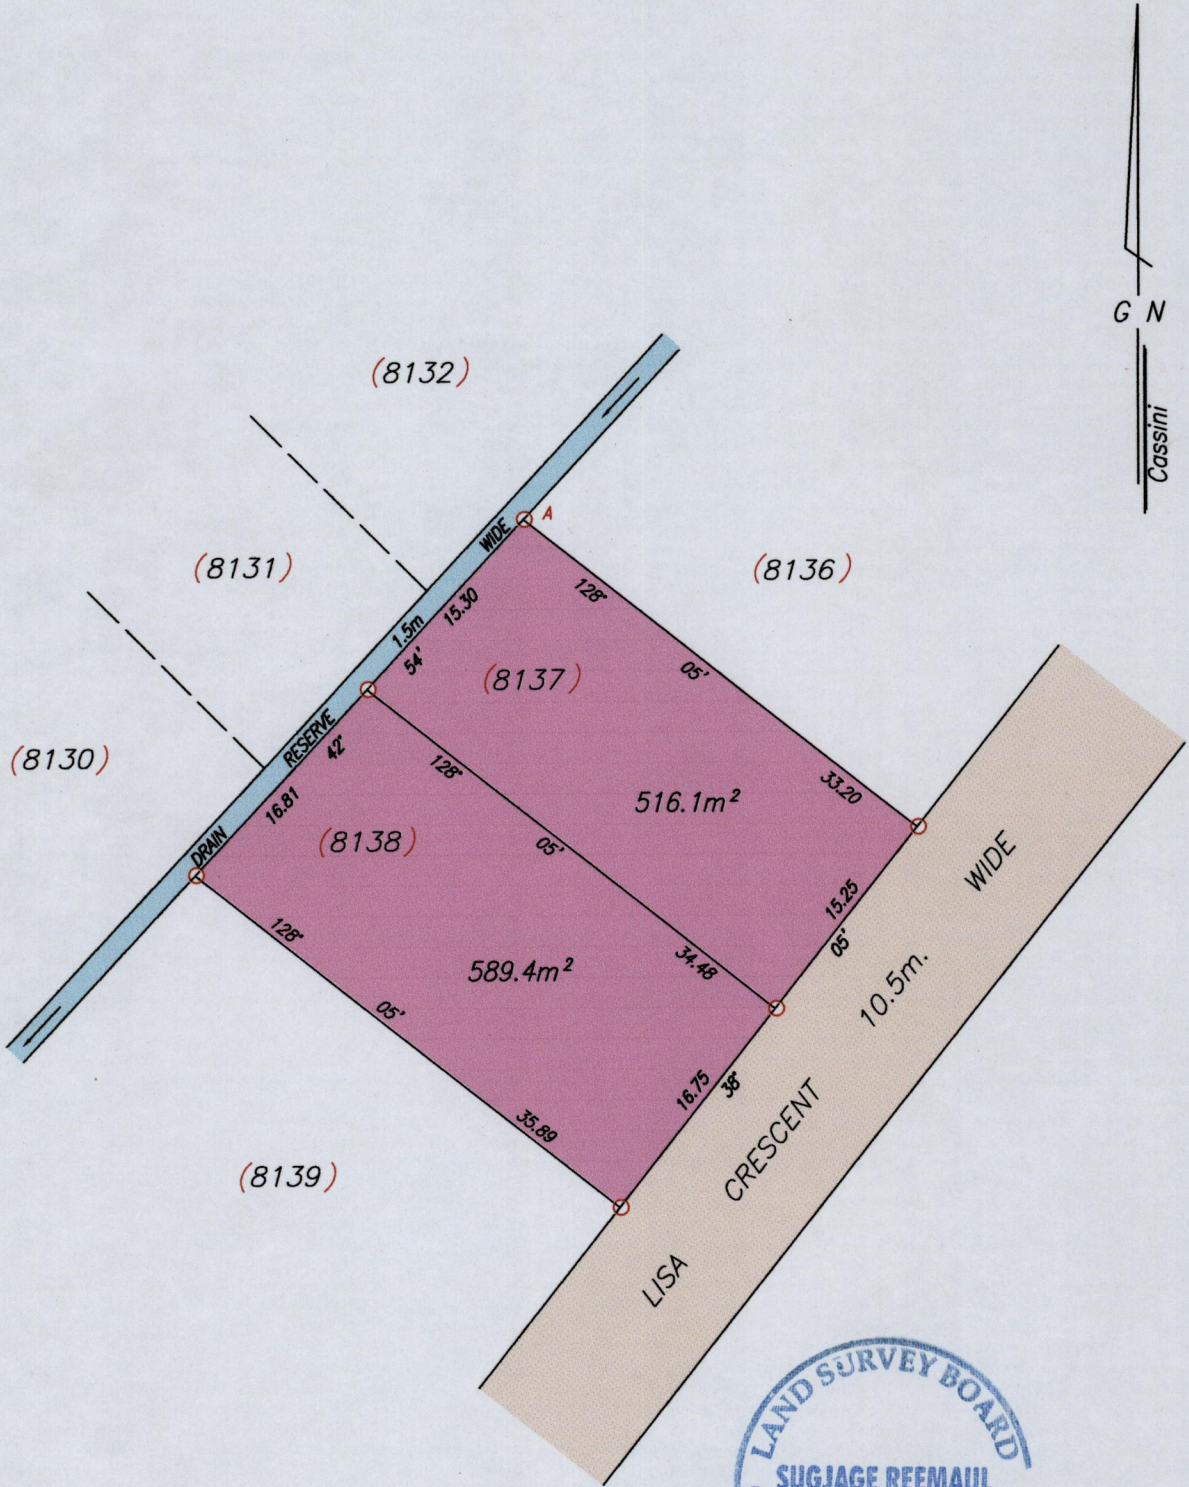 G N
Cassini
(8132)
(8131)
(8136)
(8130)
A
DRAIN RESERVE 1.5m WIDE
15.30
42° 54'
16.81
128° 05' 33.20
(8137)
516.1m²
128° 05' 34.48
(8138)
589.4m²
128° 05' 35.89
15.25
38° 05'
16.75
(8139)
LISA CRESCENT 10.5m. WIDE
LAND SURVEY BOARD
SUGJAGE REEMAUL